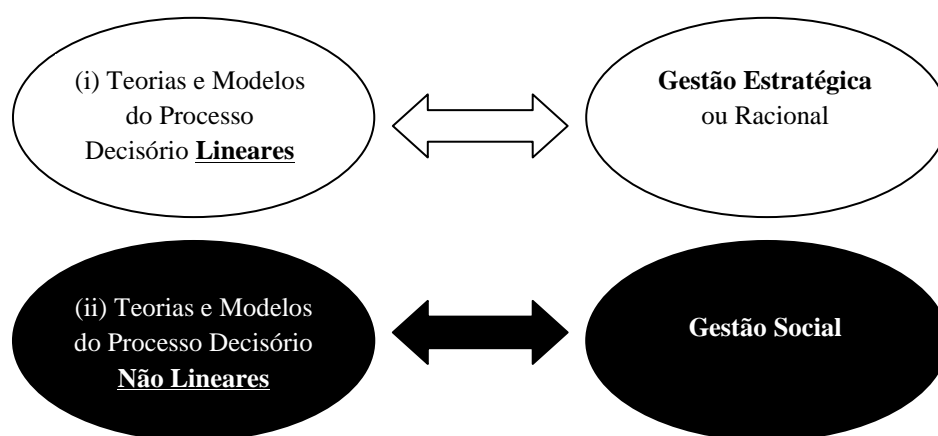 (i) Teorias e Modelos
do Processo
Decisório Lineares
Gestão Estratégica
ou Racional
(ii) Teorias e Modelos
do Processo Decisório
Não Lineares
Gestão Social